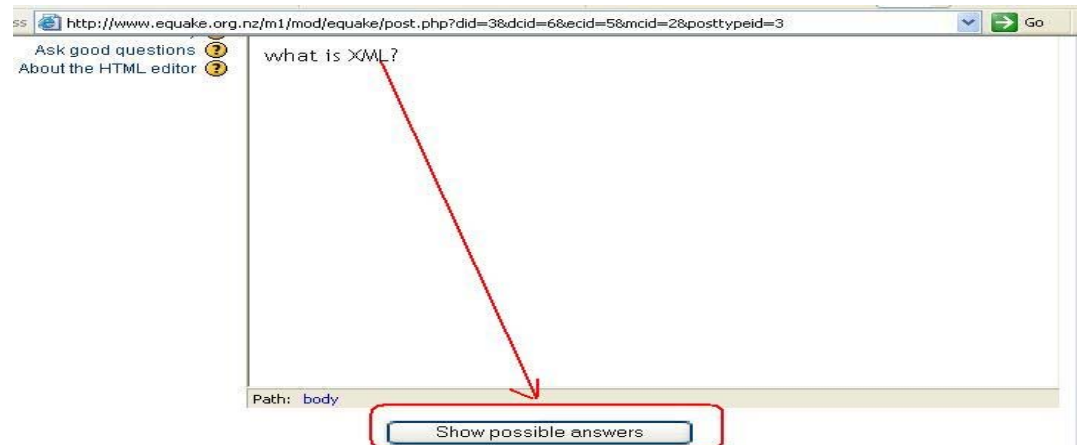 ss http://www.equake.org.nz/m1/mod/equake/post.php?did=3&dcid=6&ecid=5&mcid=2&posttypeid=3 Go
Ask good questions ?
About the HTML editor ?
what is XML?
Path: body
Show possible answers